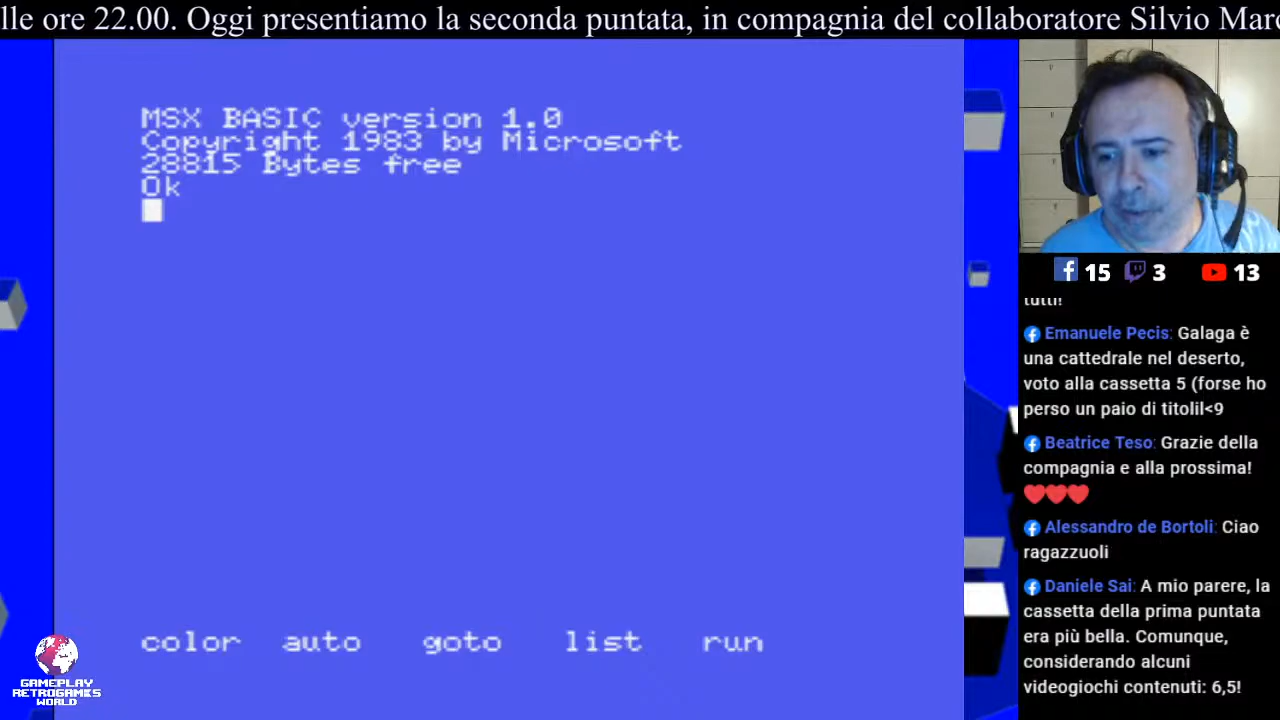 lle ore 22.00. Oggi presentiamo la seconda puntata, in compagnia del collaboratore Silvio Marc
MSX BASIC version 1.0
Copyright 1983 by Microsoft
28815 Bytes free
Ok
color auto goto list run
15 3 13
tutti!
Emanuele Pecis: Galaga è
una cattedrale nel deserto,
voto alla cassetta 5 (forse ho
perso un paio di titolil<9
Beatrice Teso: Grazie della
compagnia e alla prossima!
Alessandro de Bortoli: Ciao
ragazzuoli
Daniele Sai: A mio parere, la
cassetta della prima puntata
era più bella. Comunque,
considerando alcuni
videogiochi contenuti: 6,5!
GAMEPLAY
RETROGAMES
WORLD